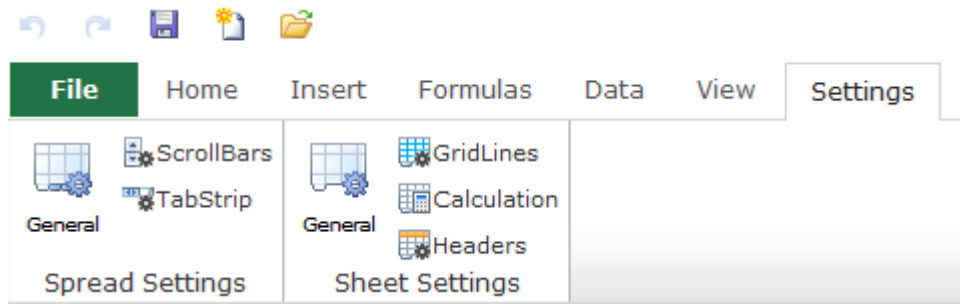 File Home Insert Formulas Data View Settings
General ScrollBars TabStrip
Spread Settings
General GridLines Calculation Headers
Sheet Settings